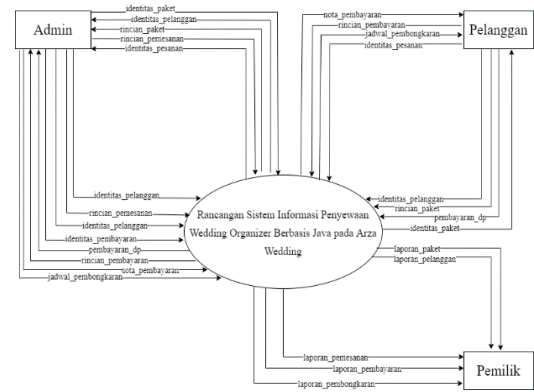 identitas_paket
identitas_pelanggan
rincian_paket
rincian_pemesanan
identitas_pesanan
Admin
nota_pembayaran
rincian_pembayaran
jadwal_pembongkaran
identitas_pesanan
Pelanggan
identitas_pelanggan
rincian_pemesanan
identitas_pelanggan
identitas_pembayaran
pembayaran_dp
rincian_pembayaran
nota_pembayaran
jadwal_pembongkaran
Rancangan Sistem Informasi Penyewaan
Wedding Organizer Berbasis Java pada Arza
Wedding
identitas_pelanggan
rincian_paket
pembayaran_dp
identitas_paket
laporan_paket
laporan_pelanggan
laporan_pemesanan
laporan_pembayaran
laporan_pembongkaran
Pemilik